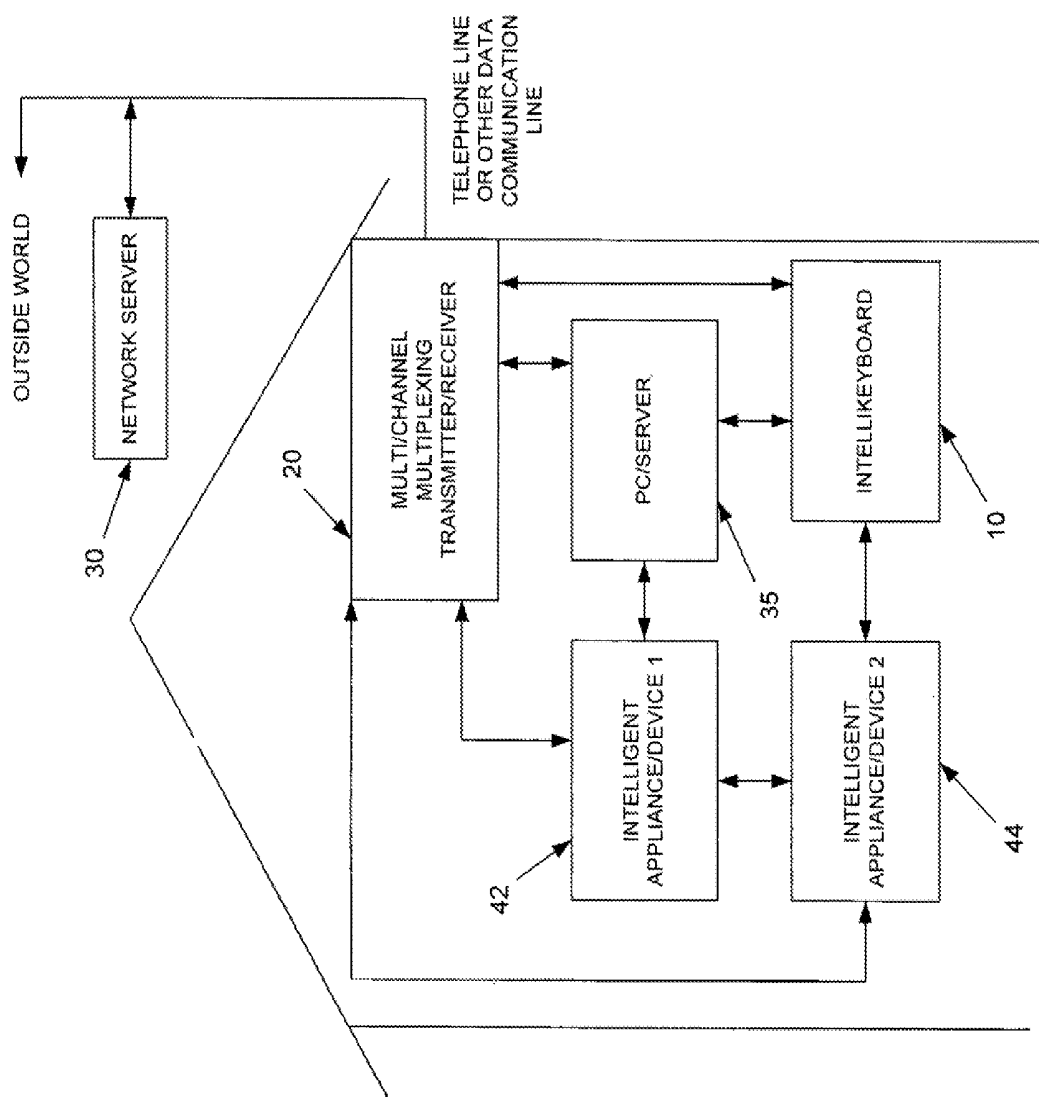 OUTSIDE WORLD
NETWORK SERVER
30
TELEPHONE LINE
OR OTHER DATA
COMMUNICATION
LINE
20
MULTI/CHANNEL
MULTIPLEXING
TRANSMITTER/RECEIVER
42
INTELLIGENT
APPLIANCE/DEVICE 1
PC/SERVER
35
INTELLIGENT
APPLIANCE/DEVICE 2
44
INTELLIKEYBOARD
10